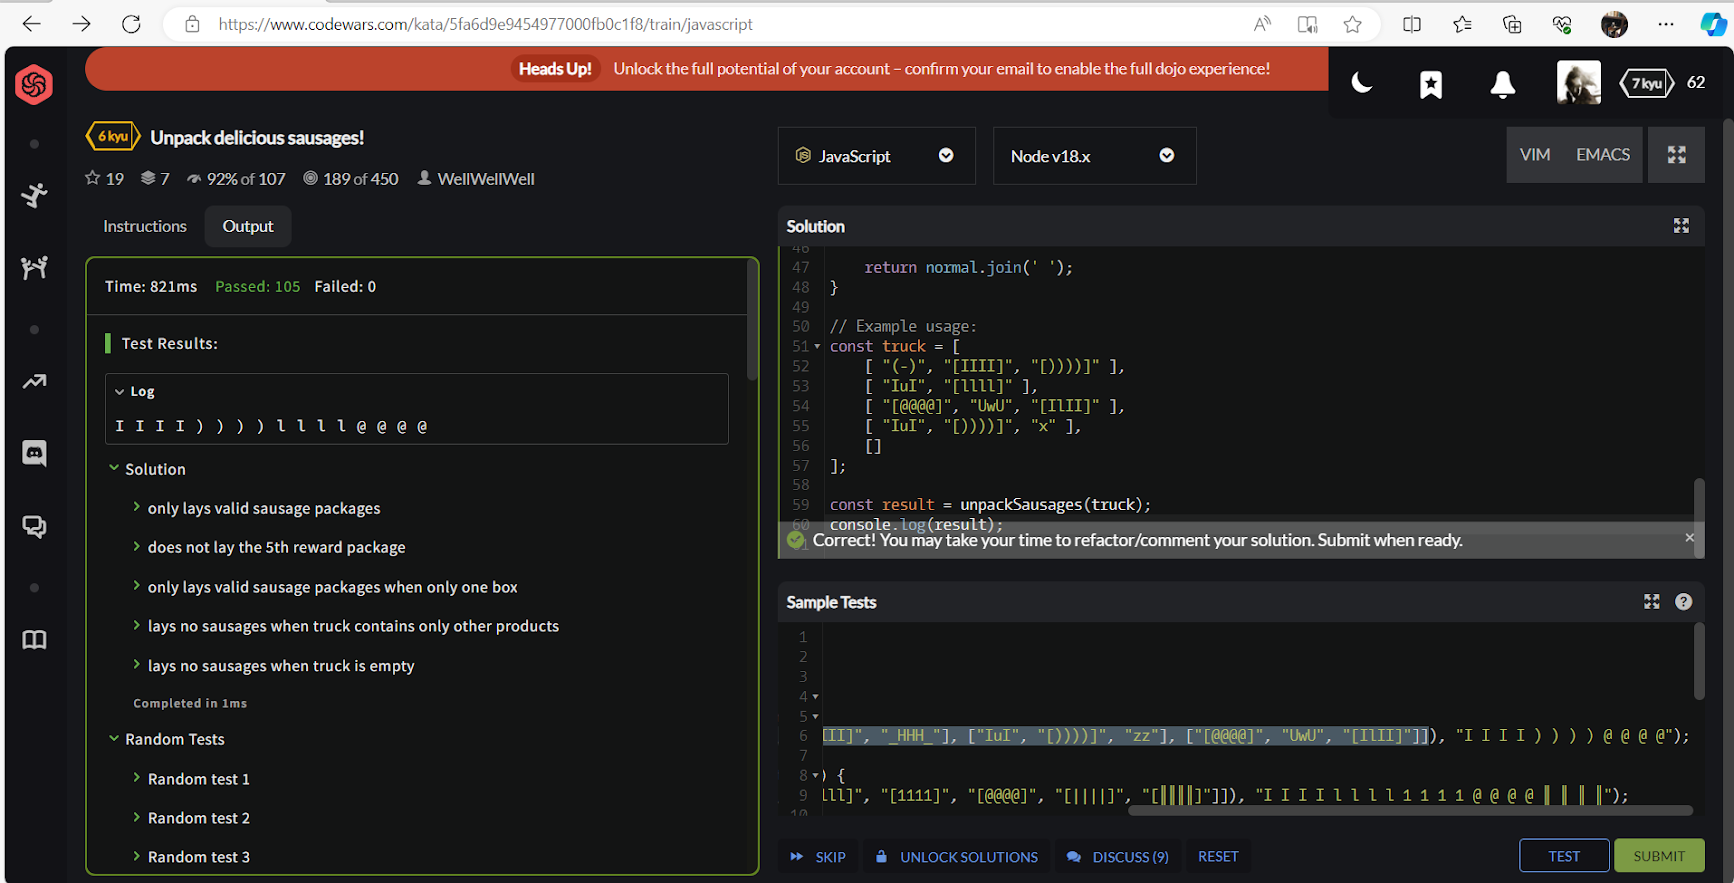 https://www.codewars.com/kata/5fa6d9e9454977000fb0c1f8/train/javascript
Heads Up! Unlock the full potential of your account – confirm your email to enable the full dojo experience!
7 kyu 62
6 kyu Unpack delicious sausages!
19 7 92% of 107 189 of 450 WellWellWell
JavaScript
Node v18.x
VIM EMACS
Instructions Output
Time: 821ms Passed: 105 Failed: 0
Test Results:
Log
I I I I ) ) ) ) l l l l @ @ @ @
Solution
only lays valid sausage packages
does not lay the 5th reward package
only lays valid sausage packages when only one box
lays no sausages when truck contains only other products
lays no sausages when truck is empty
Completed in 1ms
Random Tests
Random test 1
Random test 2
Random test 3
Solution
46
47 return normal.join(' ');
48 }
49
50 // Example usage:
51 const truck = [
52 [ "(-)", "[IIII]", "[))))]" ],
53 [ "IuI", "[llll]" ],
54 [ "[@@@@]", "UwU", "[IlII]" ],
55 [ "IuI", "[))))]", "x" ],
56 []
57 ];
58
59 const result = unpackSausages(truck);
60 console.log(result);
Correct! You may take your time to refactor/comment your solution. Submit when ready.
Sample Tests
1
2
3
4
5
6 [II]", "_HHH_"], ["IuI", "[))))]", "zz"], ["[@@@@]", "UwU", "[IlII]"]]), "I I I I ) ) ) ) @ @ @ @");
7
8 ) {
9 lll]", "[1111]", "[@@@@]", "[||||]", "[║║║║]"]]), "I I I I l l l l 1 1 1 1 @ @ @ @ ║ ║ ║ ║");
10
SKIP UNLOCK SOLUTIONS DISCUSS (9) RESET TEST SUBMIT